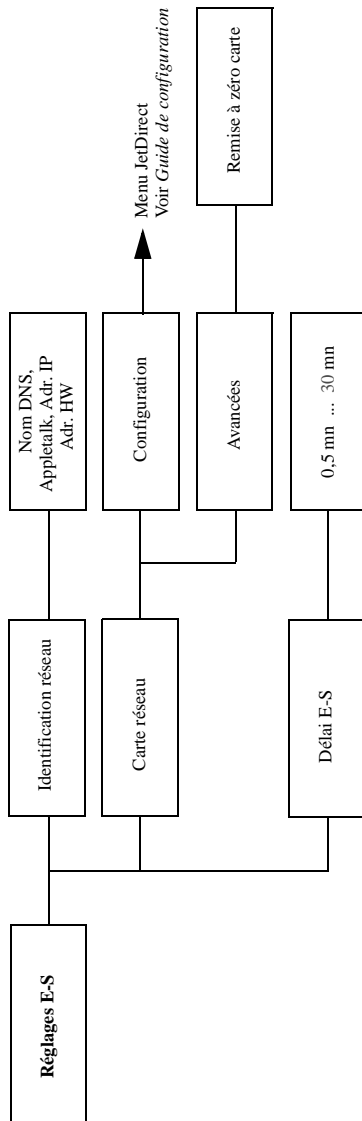 Réglages E-S
Identification réseau
Nom DNS,
Appletalk, Adr. IP
Adr. HW
Carte réseau
Configuration
Menu JetDirect
Voir Guide de configuration
Avancées
Remise à zéro carte
Délai E-S
0,5 mn ... 30 mn